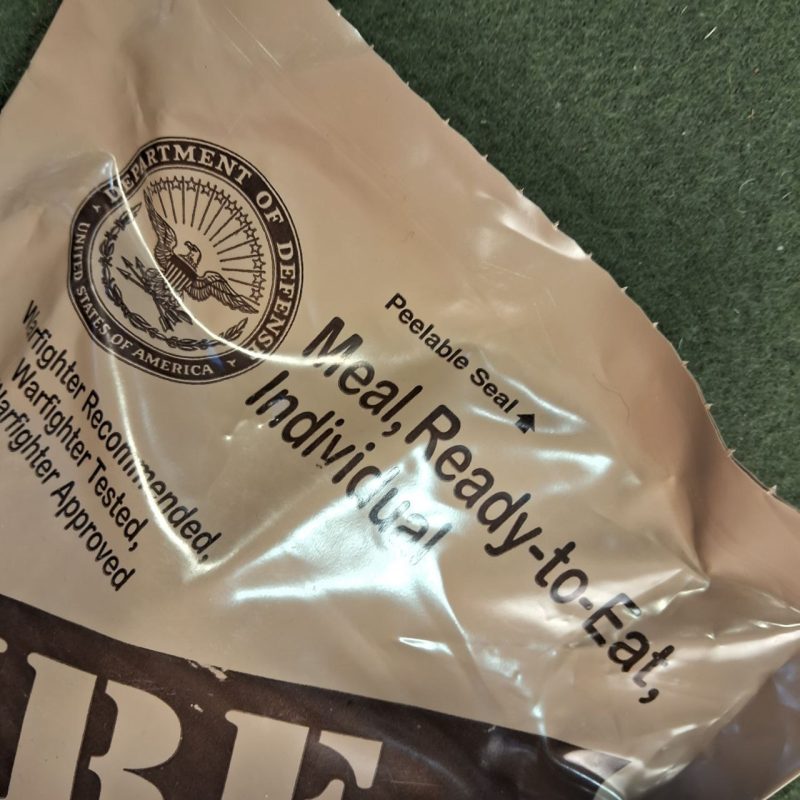 DEPARTMENT OF DEFENSE
UNITED STATES OF AMERICA
Peelable Seal
Meal, Ready-to-Eat,
Individual
Warfighter Recommended,
Warfighter Tested,
Warfighter Approved
RE